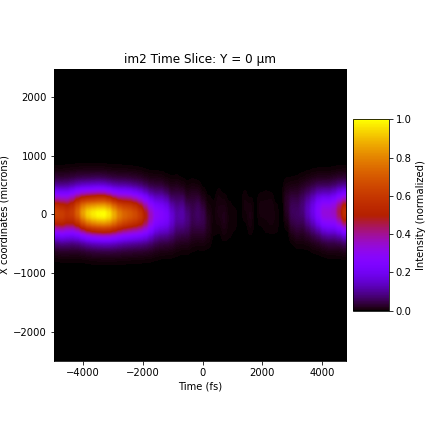 im2 Time Slice: Y = 0 μm
2000
1000
0
−1000
−2000
X coordinates (microns)
−4000 −2000 0 2000 4000
Time (fs)
1.0
0.8
0.6
0.4
0.2
0.0
Intensity (normalized)